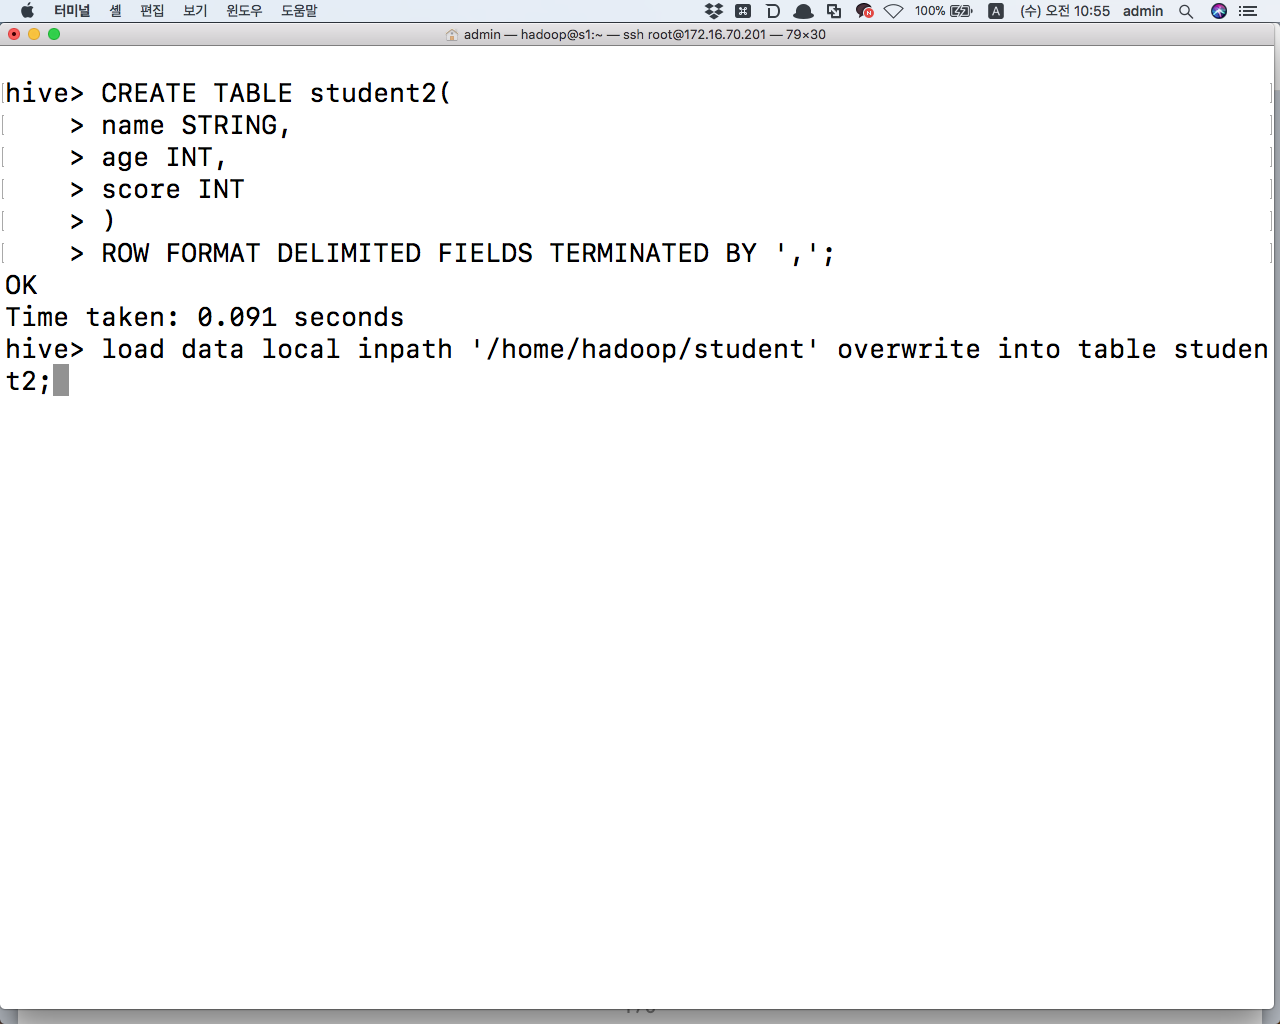 터미널 셸 편집 보기 윈도우 도움말 100% A (수) 오전 10:55 admin
admin — hadoop@s1:~ — ssh root@172.16.70.201 — 79×30
hive> CREATE TABLE student2(
> name STRING,
> age INT,
> score INT
> )
> ROW FORMAT DELIMITED FIELDS TERMINATED BY ',';
OK
Time taken: 0.091 seconds
hive> load data local inpath '/home/hadoop/student' overwrite into table studen
t2;